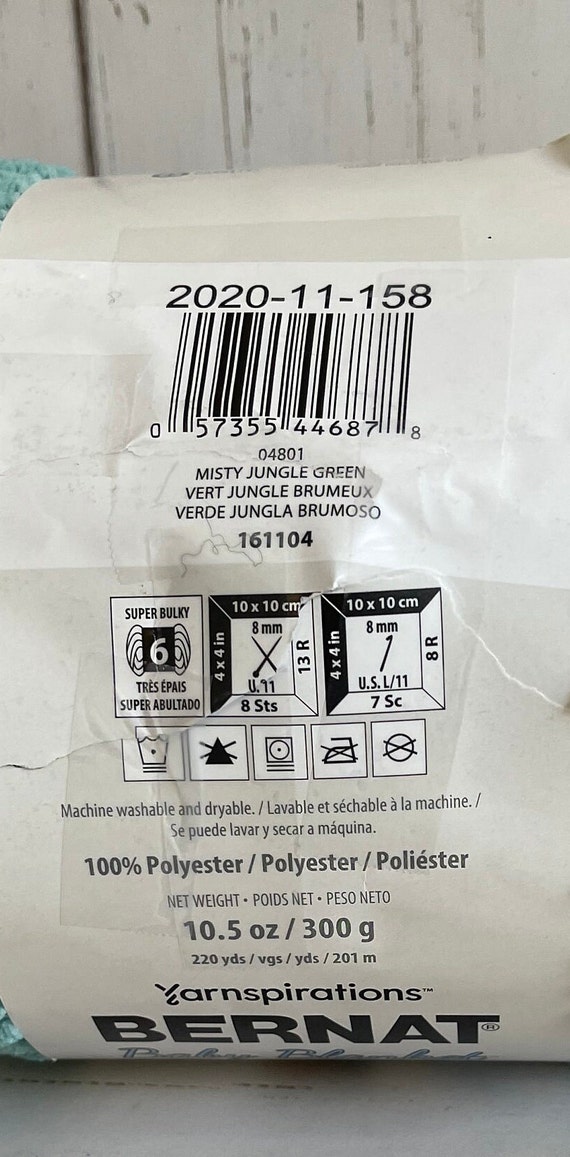 2020-11-158
0 57355 44687 8
04801
MISTY JUNGLE GREEN
VERT JUNGLE BRUMEUX
VERDE JUNGLA BRUMOSO
161104
SUPER BULKY
6
TRÈS ÉPAIS
SUPER ABULTADO
10 x 10 cm
4 x 4 in
8 mm
13 R
U. 11
8 Sts
10 x 10 cm
4 x 4 in
8 mm
8 R
U.S. L/11
7 Sc
Machine washable and dryable. / Lavable et séchable à la machine. /
Se puede lavar y secar a máquina.
100% Polyester / Polyester / Poliéster
NET WEIGHT • POIDS NET • PESO NETO
10.5 oz / 300 g
220 yds / vgs / yds / 201 m
Yarnspirations™
BERNAT®
Baby Blanket